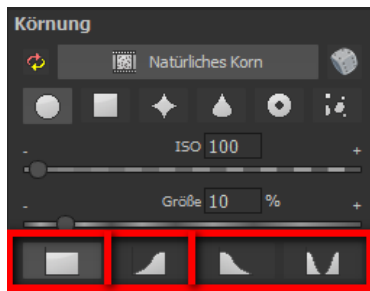 Körnung
Natürliches Korn
- ISO 100 +
- Größe 10 % +